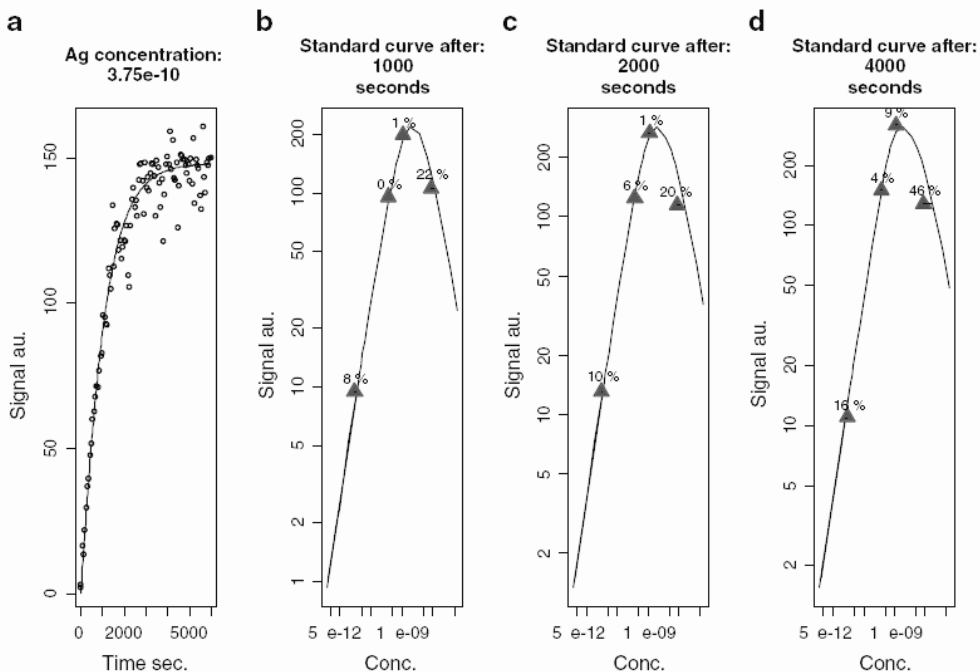 a
Ag concentration:
3.75e-10
Signal au.
150
100
50
0
0 2000 5000
Time sec.
b
Standard curve after:
1000
seconds
Signal au.
200
100
50
20
10
5
2
1
1 %
0 %
22 %
8 %
5 e-12 1 e-09
Conc.
c
Standard curve after:
2000
seconds
Signal au.
200
100
50
20
10
5
2
1 %
6 %
20 %
10 %
5 e-12 1 e-09
Conc.
d
Standard curve after:
4000
seconds
Signal au.
200
100
50
20
10
5
2
9 %
4 %
46 %
16 %
5 e-12 1 e-09
Conc.